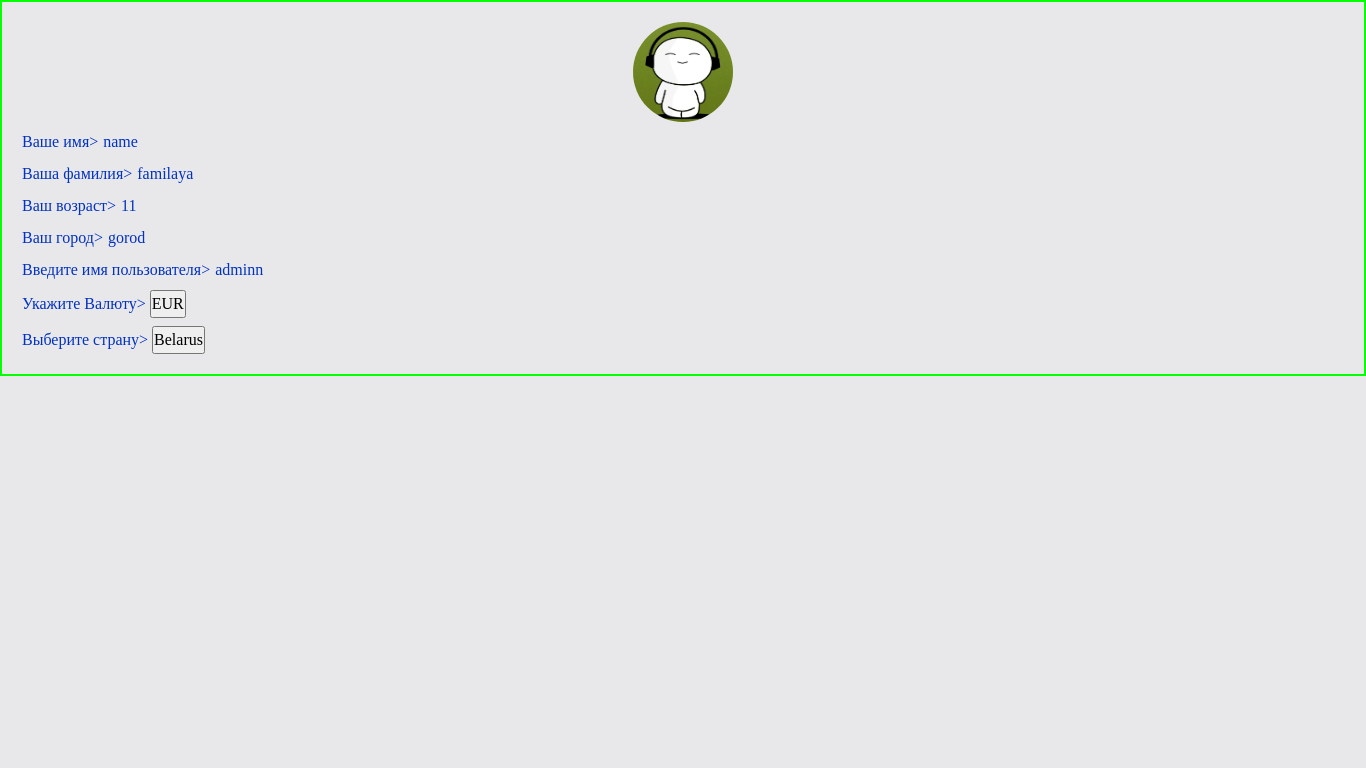 Ваше имя> name
Ваша фамилия> familaya
Ваш возраст> 11
Ваш город> gorod
Введите имя пользователя> adminn
Укажите Валюту> EUR
Выберите страну> Belarus